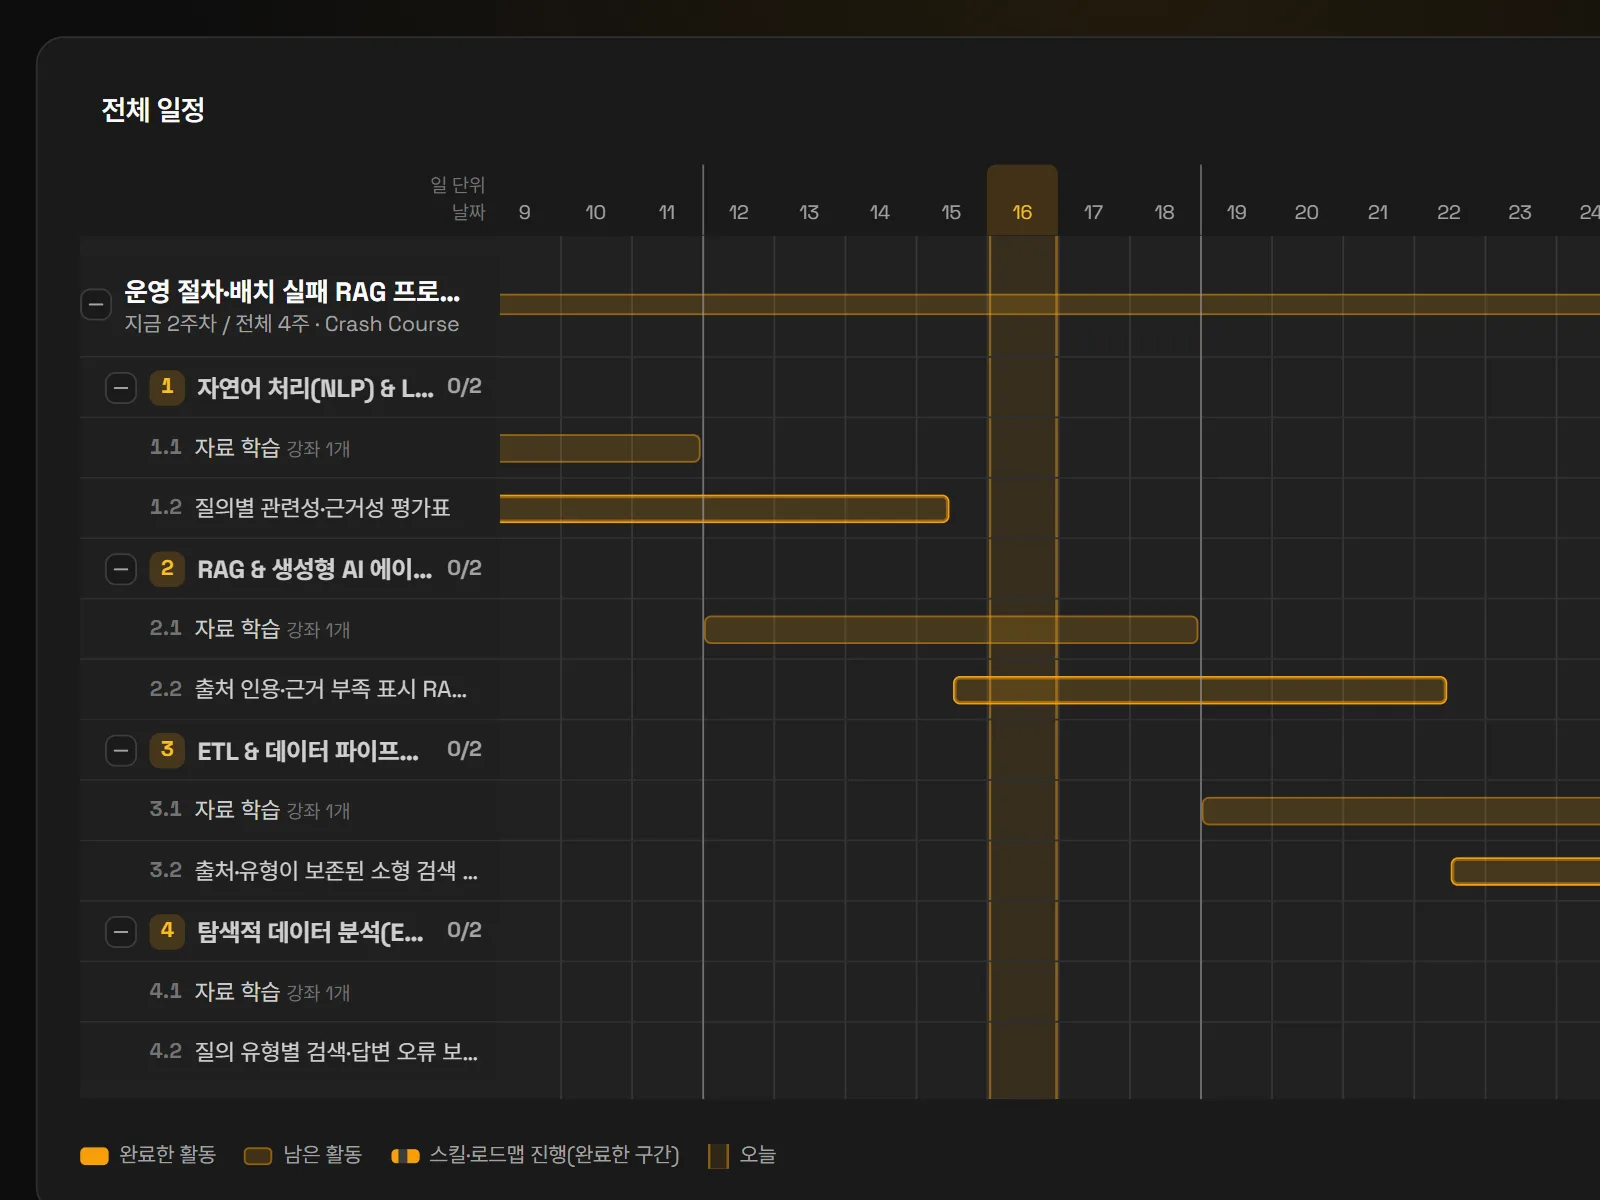 전체 일정
일 단위
날짜 9 10 11 12 13 14 15 16 17 18 19 20 21 22 23 24
운영 절차·배치 실패 RAG 프로...
지금 2주차 / 전체 4주 · Crash Course
1 자연어 처리(NLP) & L... 0/2
1.1 자료 학습 강좌 1개
1.2 질의별 관련성·근거성 평가표
2 RAG & 생성형 AI 에이... 0/2
2.1 자료 학습 강좌 1개
2.2 출처 인용·근거 부족 표시 RA...
3 ETL & 데이터 파이프... 0/2
3.1 자료 학습 강좌 1개
3.2 출처·유형이 보존된 소형 검색 ...
4 탐색적 데이터 분석(E... 0/2
4.1 자료 학습 강좌 1개
4.2 질의 유형별 검색·답변 오류 보...
완료한 활동 남은 활동 스킬·로드맵 진행(완료한 구간) 오늘